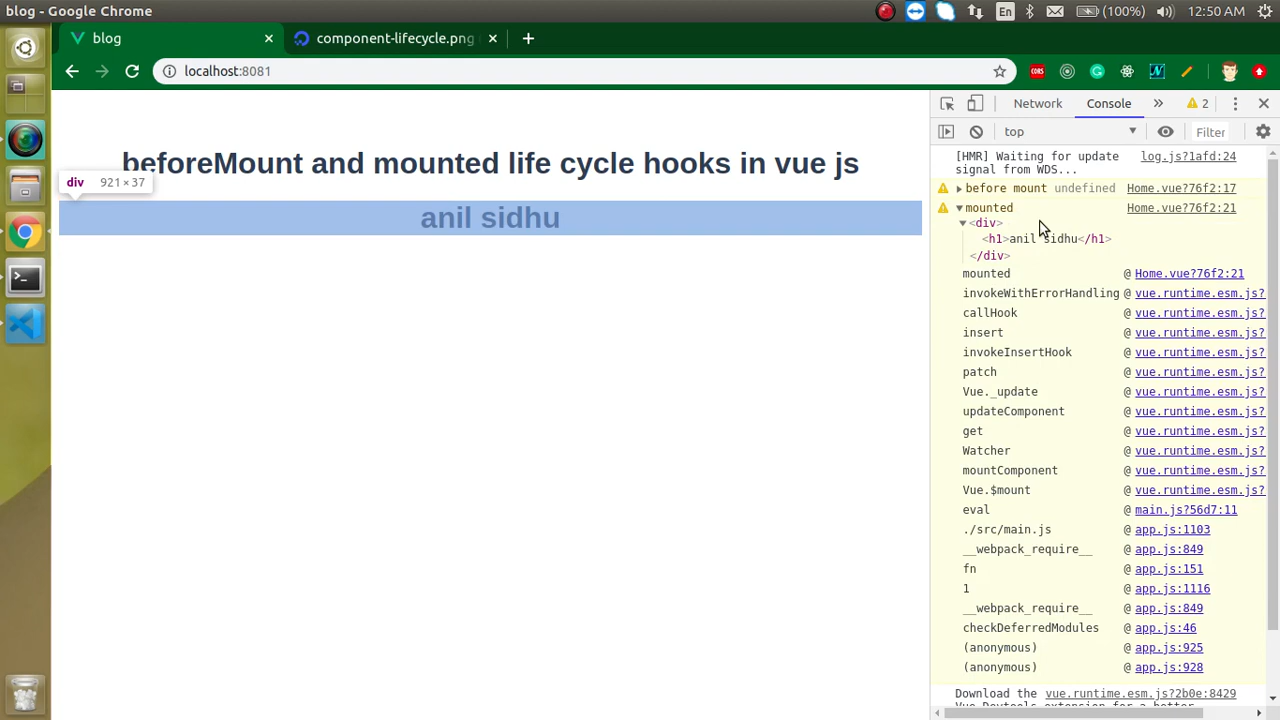 blog - Google Chrome
En
(100%)
12:50 AM
blog
component-lifecycle.png
localhost:8081
CORS
beforeMount and mounted life cycle hooks in vue js
div 921 × 37
anil sidhu
Network
Console
2
top
Filter
[HMR] Waiting for update log.js?1afd:24
signal from WDS...
before mount undefined Home.vue?76f2:17
mounted Home.vue?76f2:21
<div>
<h1>anil sidhu</h1>
</div>
mounted @ Home.vue?76f2:21
invokeWithErrorHandling @ vue.runtime.esm.js?
callHook @ vue.runtime.esm.js?
insert @ vue.runtime.esm.js?
invokeInsertHook @ vue.runtime.esm.js?
patch @ vue.runtime.esm.js?
Vue._update @ vue.runtime.esm.js?
updateComponent @ vue.runtime.esm.js?
get @ vue.runtime.esm.js?
Watcher @ vue.runtime.esm.js?
mountComponent @ vue.runtime.esm.js?
Vue.$mount @ vue.runtime.esm.js?
eval @ main.js?56d7:11
./src/main.js @ app.js:1103
__webpack_require__ @ app.js:849
fn @ app.js:151
1 @ app.js:1116
__webpack_require__ @ app.js:849
checkDeferredModules @ app.js:46
(anonymous) @ app.js:925
(anonymous) @ app.js:928
Download the vue.runtime.esm.js?2b0e:8429
Vue Devtools extension for a better